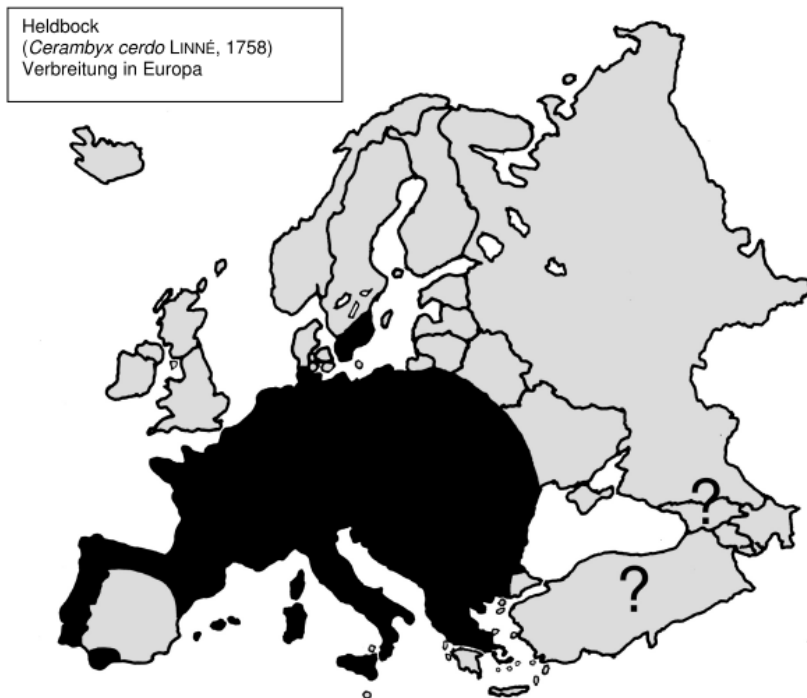 Heldbock
(Cerambyx cerdo LINNÉ, 1758)
Verbreitung in Europa
?
?